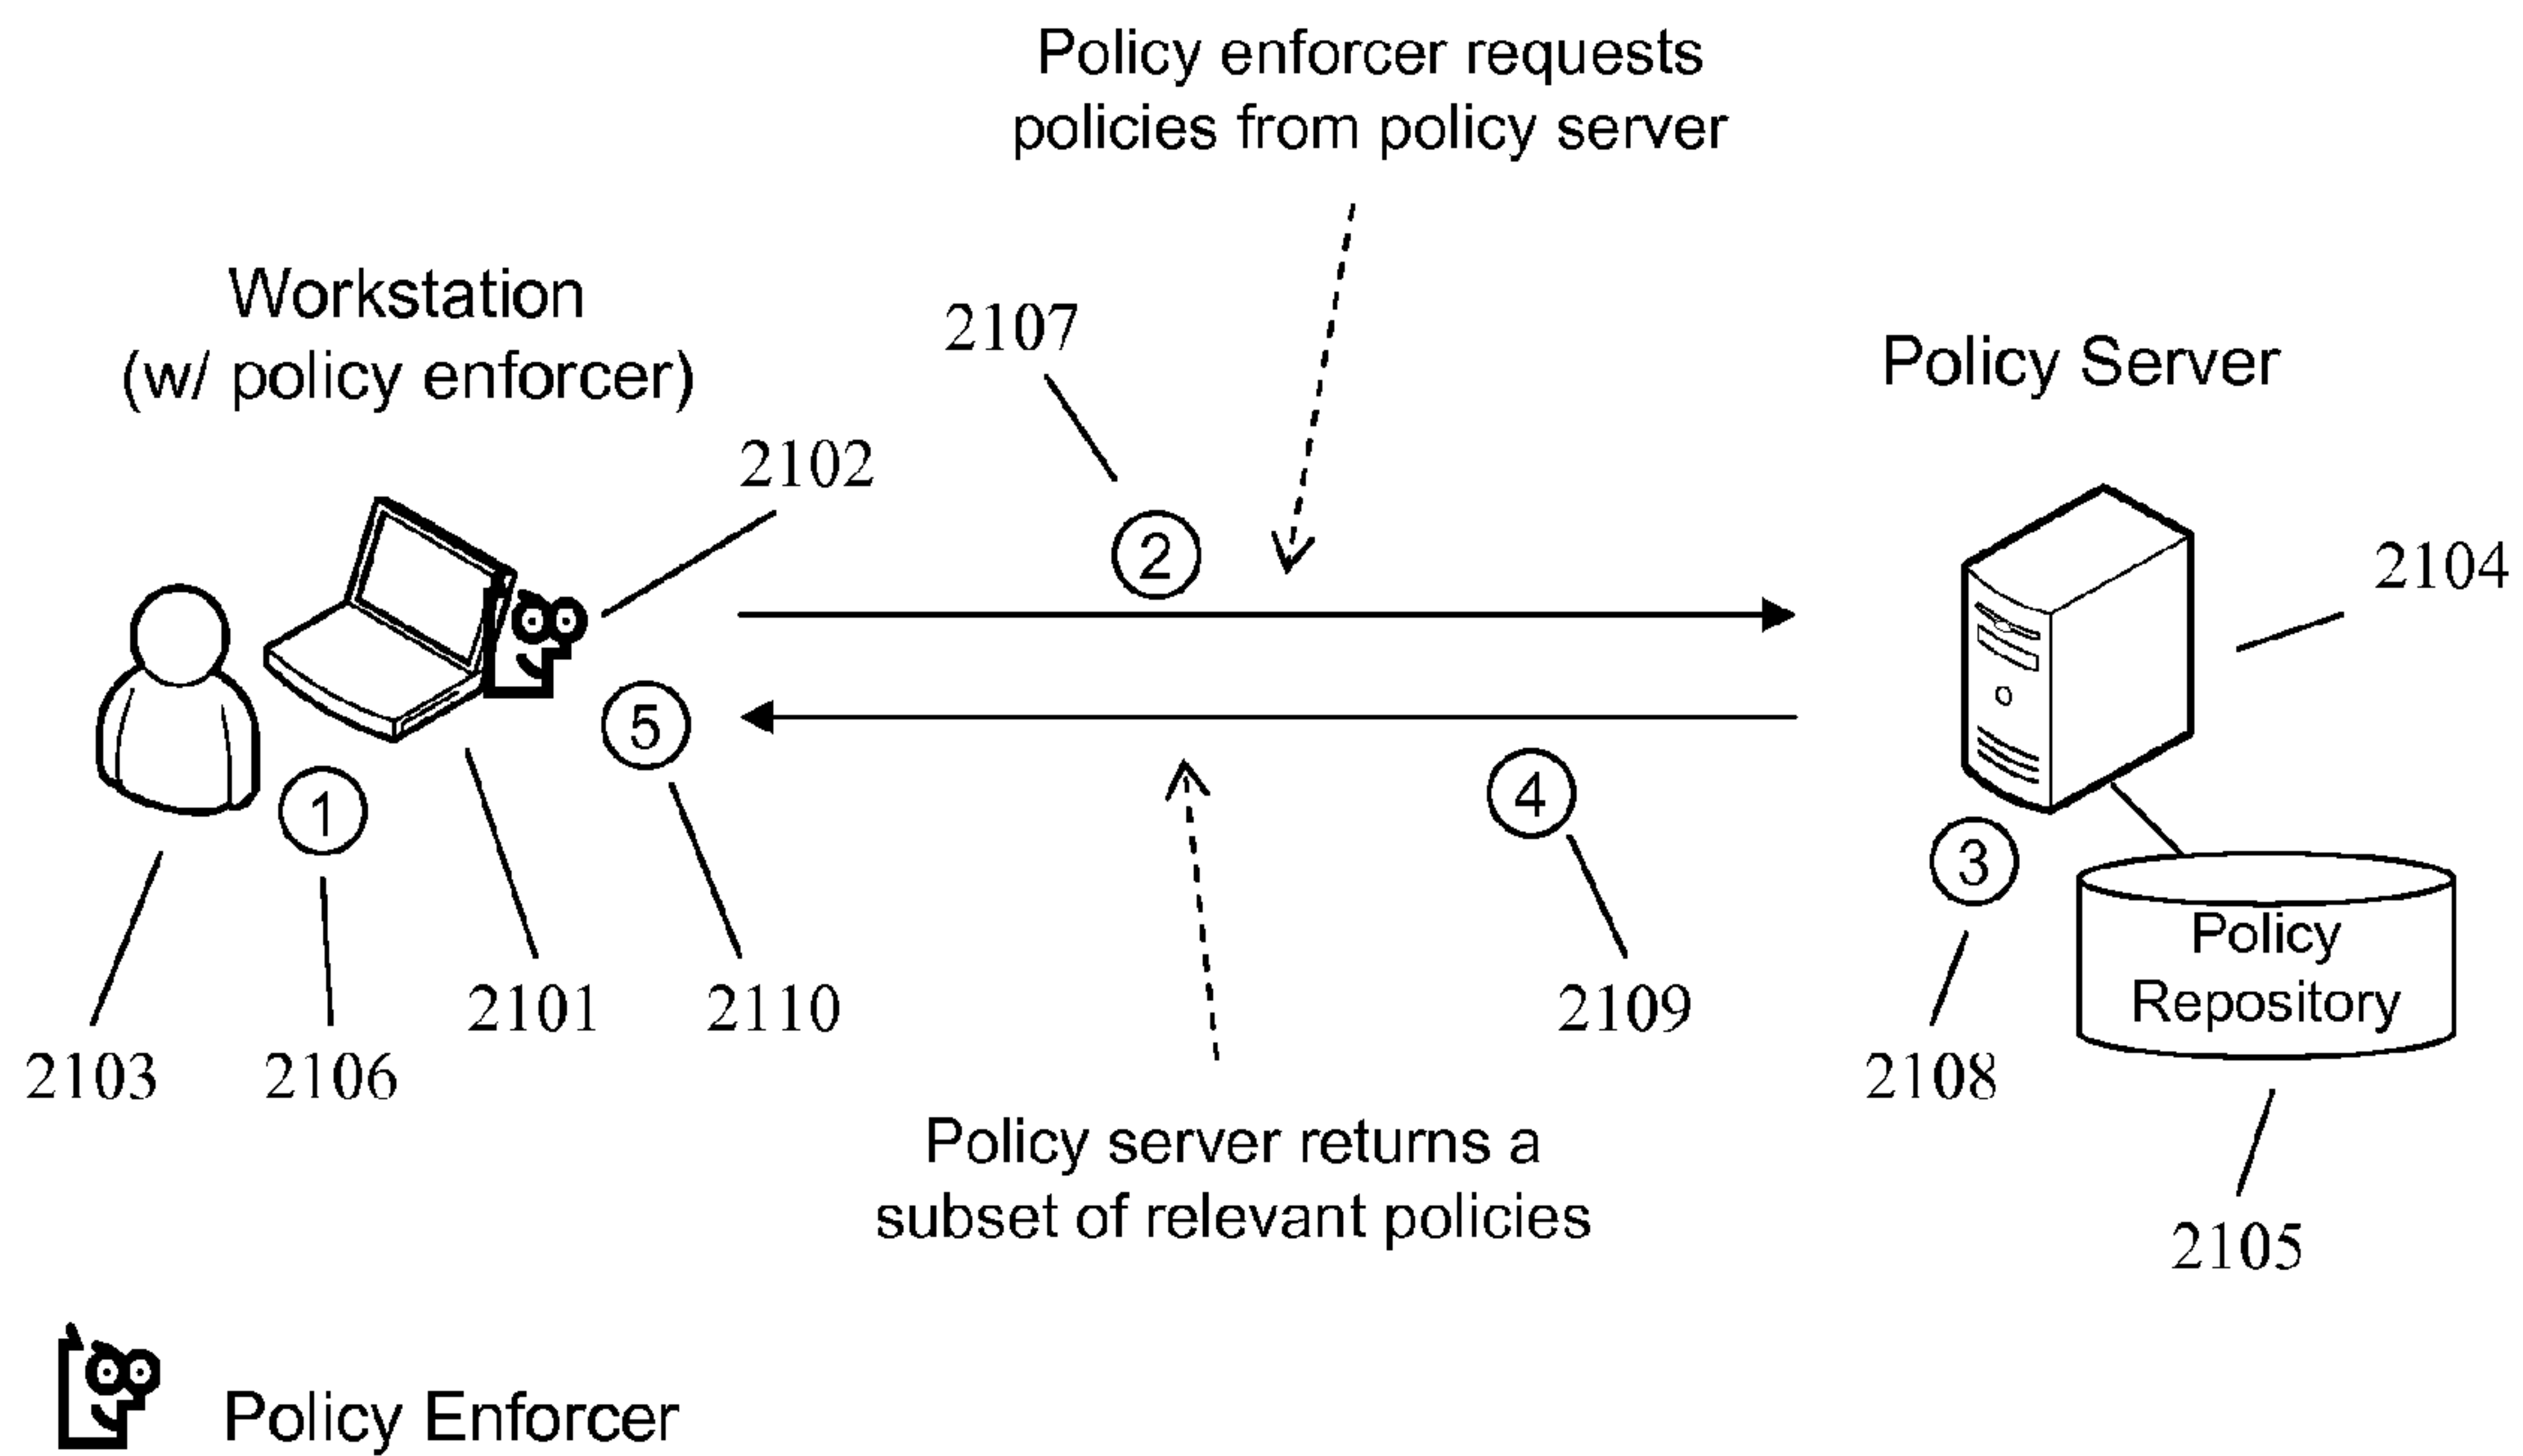 Policy enforcer requests
policies from policy server
Workstation
(w/ policy enforcer)
2107
Policy Server
2102
2
2104
5
1
4
3
Policy
Repository
2103
2106
2101
2110
2109
2108
2105
Policy server returns a
subset of relevant policies
Policy Enforcer